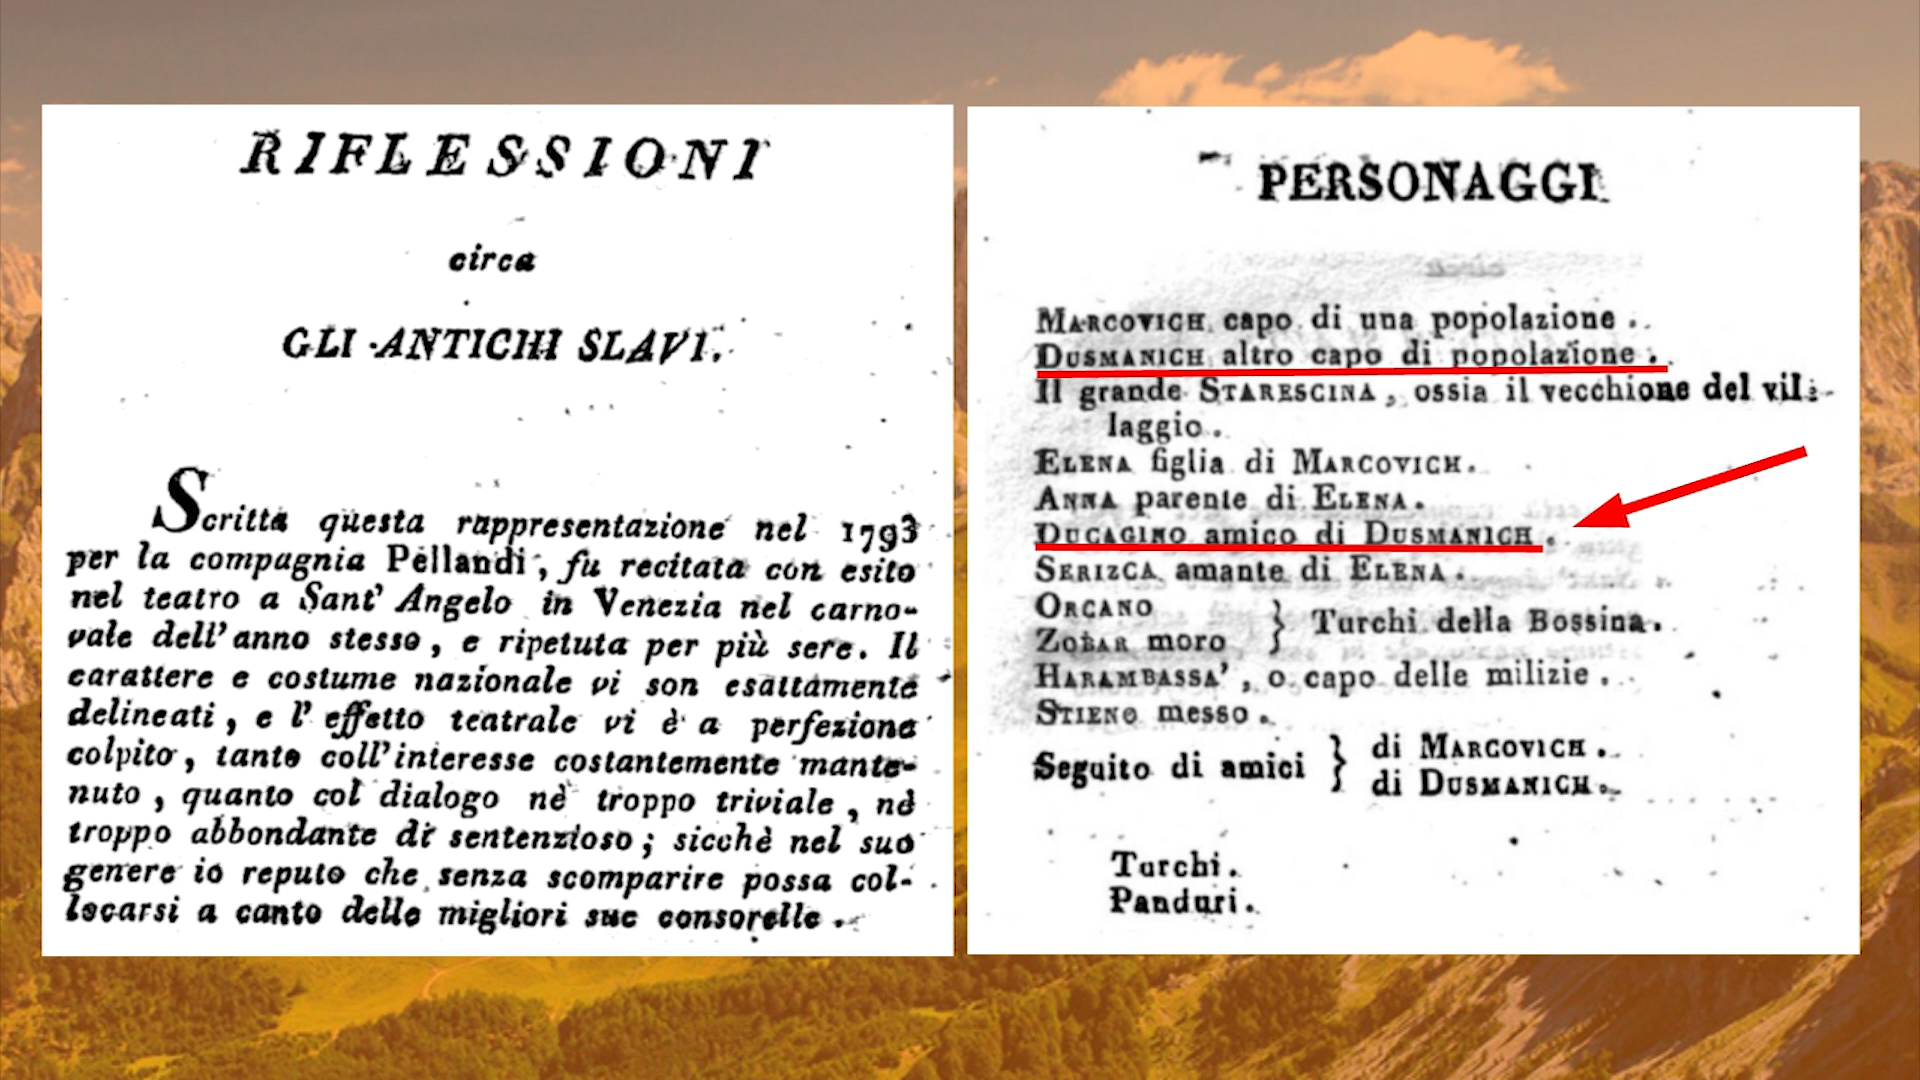 RIFLESSIONI
circa
GLI ANTICHI SLAVI.
Scritta questa rappresentazione nel 1793
per la compagnia Pellandi, fu recitata con esito
nel teatro a Sant' Angelo in Venezia nel carno-
vale dell'anno stesso, e ripetuta per più sere. Il
carattere e costume nazionale vi son esattamente
delineati, e l'effetto teatrale vi è a perfezione
colpito, tanto coll'interesse costantemente mante-
nuto, quanto col dialogo nè troppo triviale, nè
troppo abbondante di sentenzioso; sicchè nel suo
genere io reputo che senza scomparire possa col-
locarsi a canto delle migliori sue consorelle.
PERSONAGGI
MARCOVICH capo di una popolazione.
DUSMANICH altro capo di popolazione.
Il grande STARESCINA, ossia il vecchione del vil-
laggio.
ELENA figlia di MARCOVICH.
ANNA parente di ELENA.
DUCAGINO amico di DUSMANICH.
SERIZCA amante di ELENA.
ORCANO
ZOBAR moro } Turchi della Bossina.
HARAMBASSA', o capo delle milizie.
STIENO messo.
Seguito di amici } di MARCOVICH.
di DUSMANICH.
Turchi.
Panduri.